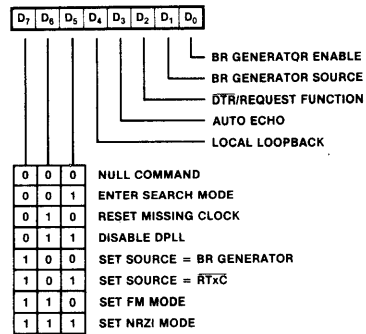 D7 D6 D5 D4 D3 D2 D1 D0
BR GENERATOR ENABLE
BR GENERATOR SOURCE
DTR/REQUEST FUNCTION
AUTO ECHO
LOCAL LOOPBACK
0 0 0 NULL COMMAND
0 0 1 ENTER SEARCH MODE
0 1 0 RESET MISSING CLOCK
0 1 1 DISABLE DPLL
1 0 0 SET SOURCE = BR GENERATOR
1 0 1 SET SOURCE = RTxC
1 1 0 SET FM MODE
1 1 1 SET NRZI MODE